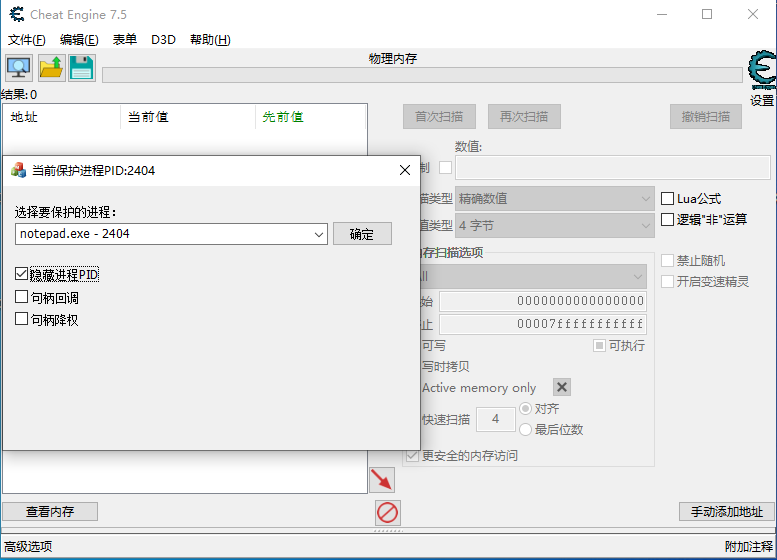 Cheat Engine 7.5
文件(F) 编辑(E) 表单 D3D 帮助(H)
物理内存
设置
结果: 0
地址 当前值 先前值
首次扫描 再次扫描 撤销扫描
数值:
制
当前保护进程PID:2404
选择要保护的进程:
notepad.exe - 2404 确定
隐藏进程PID
句柄回调
句柄降权
描类型 精确数值
值类型 4 字节
Lua公式
逻辑"非"运算
内存扫描选项
All
禁止随机
开启变速精灵
始 0000000000000000
止 00007fffffffffff
可写 可执行
写时拷贝
Active memory only
快速扫描 4 对齐
最后位数
更安全的内存访问
查看内存 手动添加地址
高级选项 附加注释